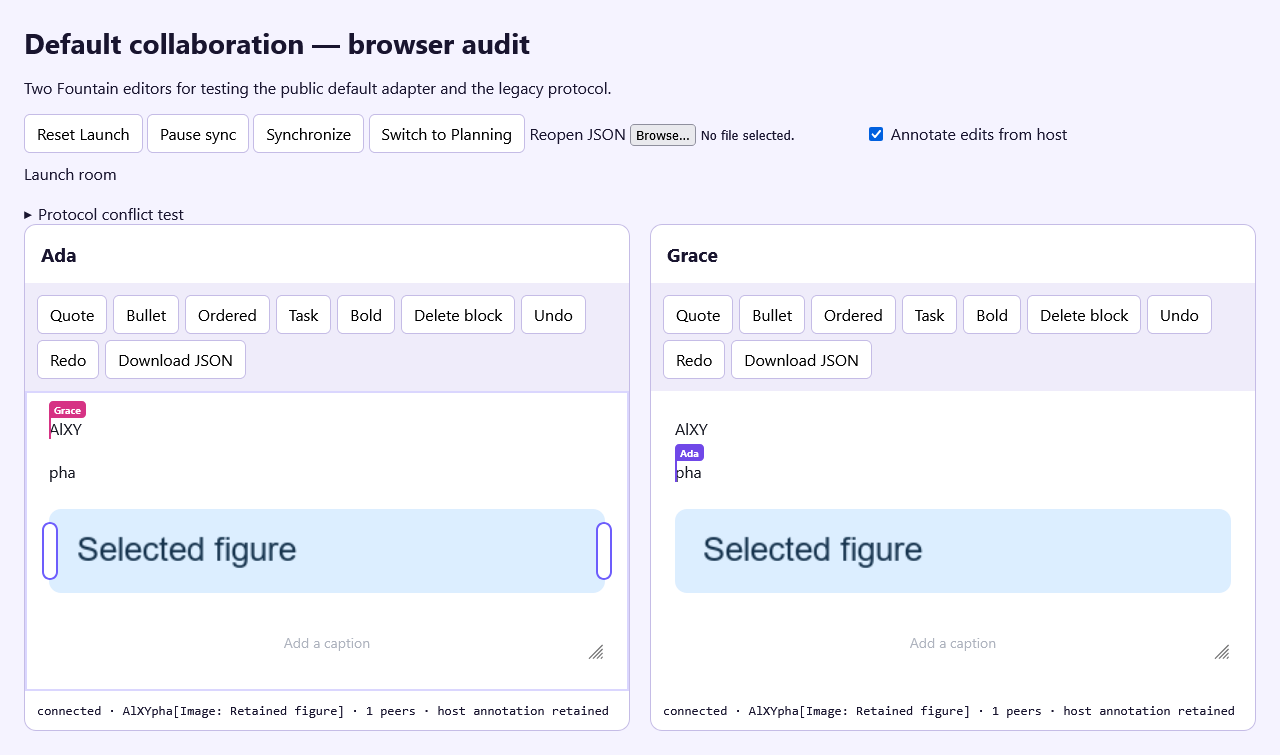 Default collaboration — browser audit
Two Fountain editors for testing the public default adapter and the legacy protocol.
Reset Launch Pause sync Synchronize Switch to Planning Reopen JSON Browse... No file selected. Annotate edits from host
Launch room
▸ Protocol conflict test
Ada
Quote Bullet Ordered Task Bold Delete block Undo
Redo Download JSON
Grace
AlXY
pha
Selected figure
Add a caption
connected · AlXYpha[Image: Retained figure] · 1 peers · host annotation retained
Grace
Quote Bullet Ordered Task Bold Delete block Undo
Redo Download JSON
AlXY
Ada
pha
Selected figure
Add a caption
connected · AlXYpha[Image: Retained figure] · 1 peers · host annotation retained